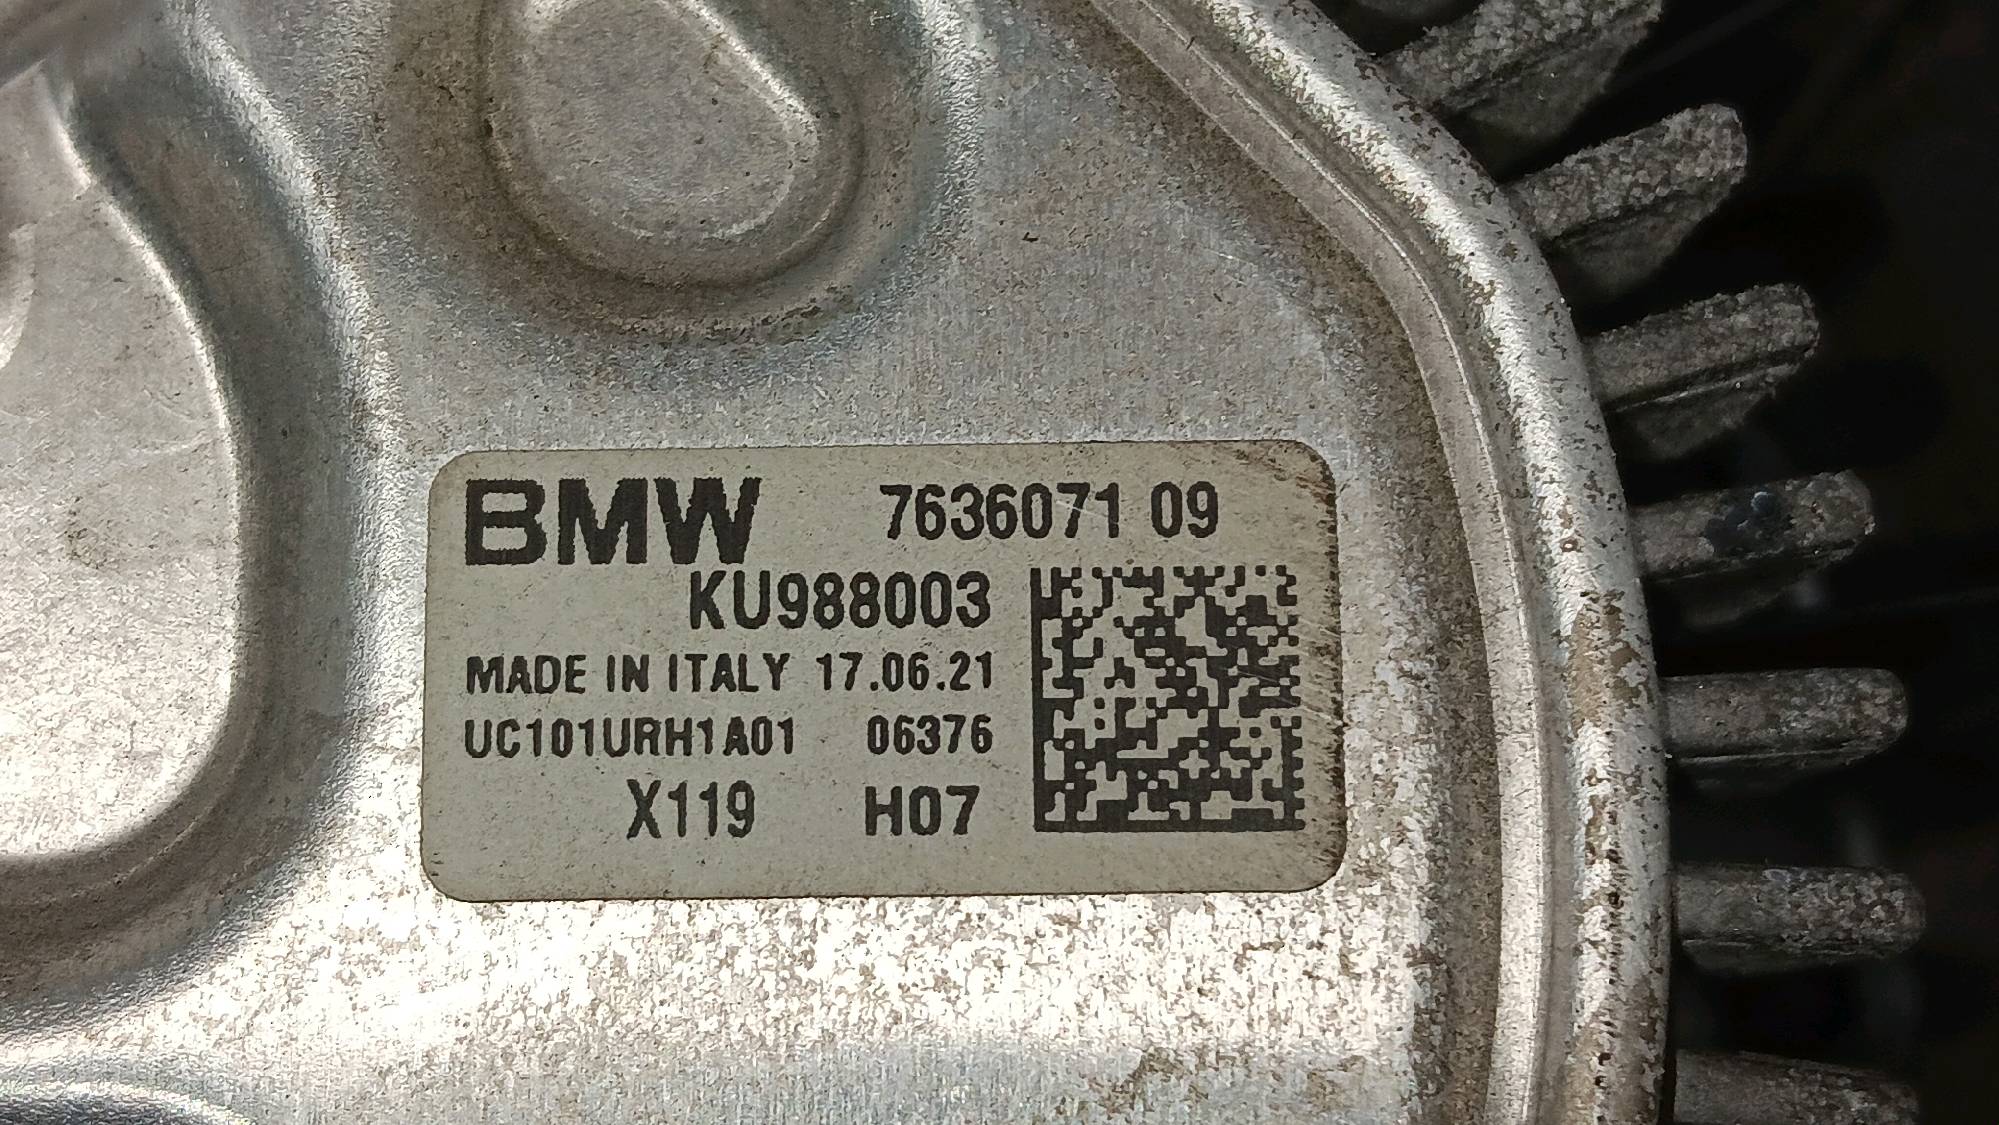 BMW 7636071 09
KU988003
MADE IN ITALY 17.06.21
UC101URH1A01 06376
X119 H07